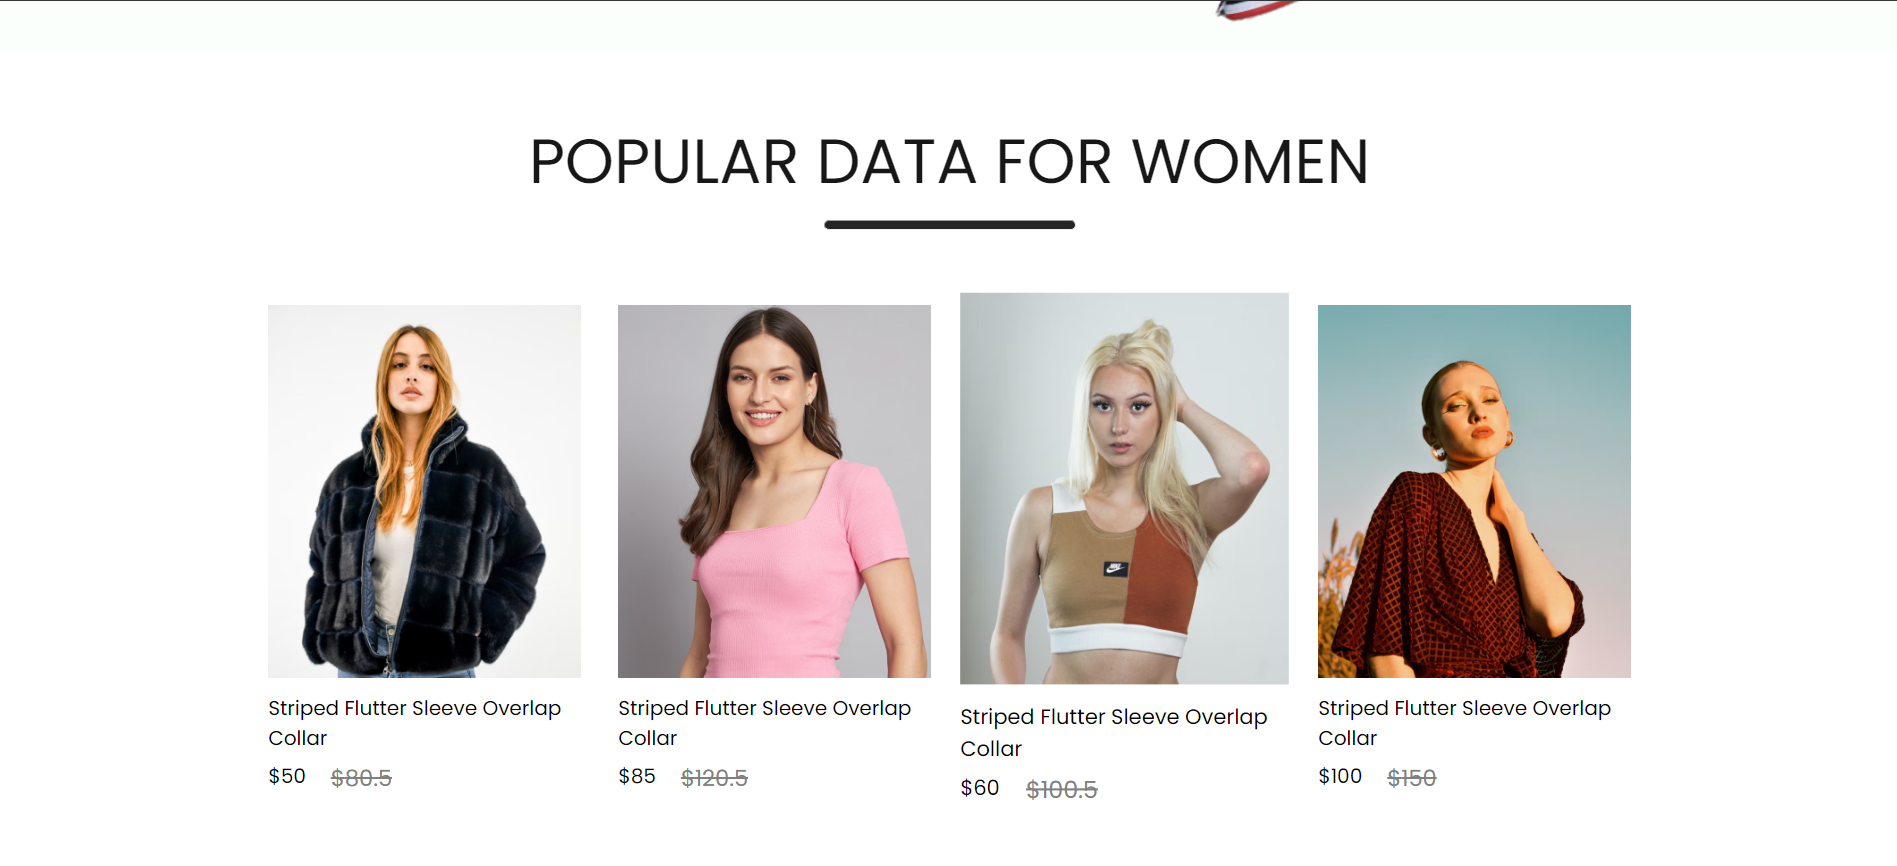 POPULAR DATA FOR WOMEN
Striped Flutter Sleeve Overlap
Collar
$50 $80.5
Striped Flutter Sleeve Overlap
Collar
$85 $120.5
NIKE
Striped Flutter Sleeve Overlap
Collar
$60 $100.5
Striped Flutter Sleeve Overlap
Collar
$100 $150